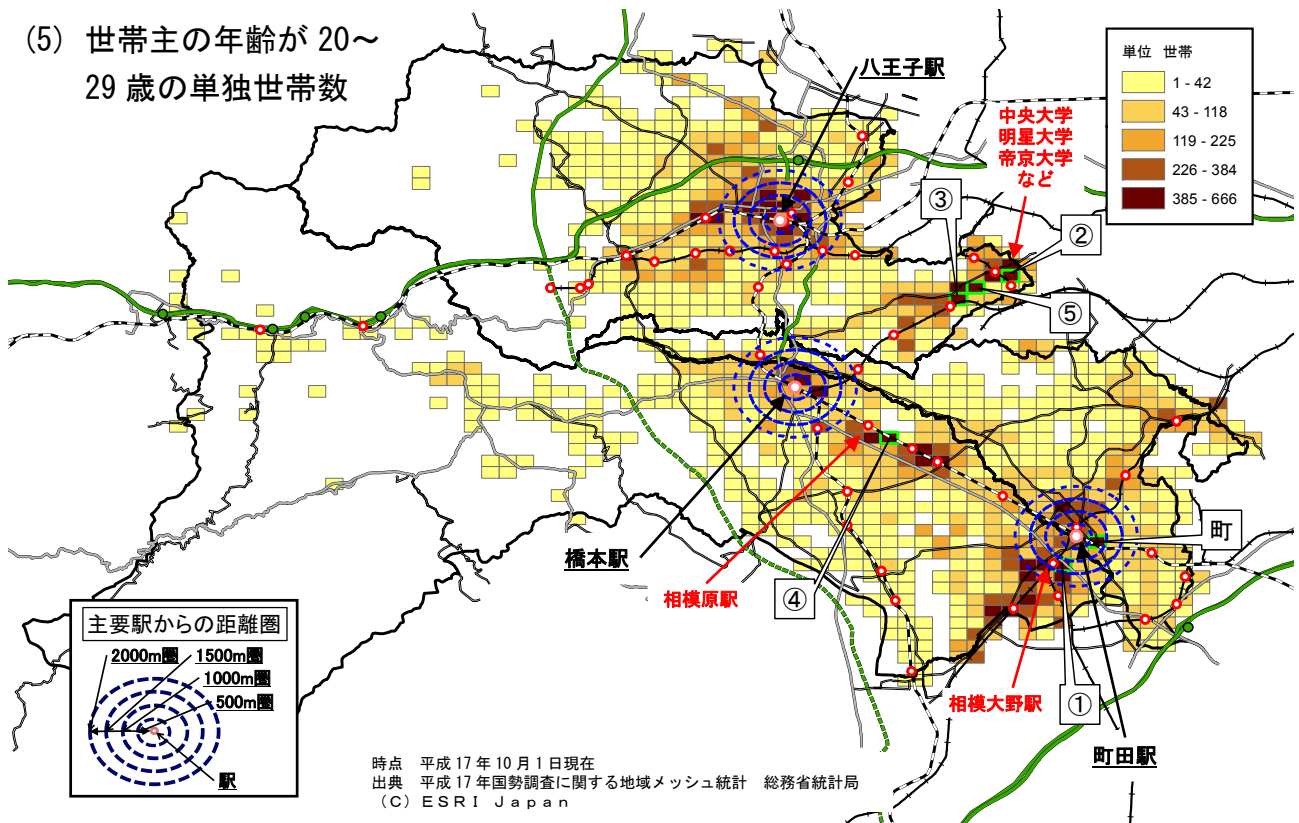 (5) 世帯主の年齢が 20～
29 歳の単独世帯数
八王子駅
単位 世帯
1 - 42
43 - 118
119 - 225
226 - 384
385 - 666
中央大学
明星大学
帝京大学
など
③
②
⑤
町
橋本駅
相模原駅
④
相模大野駅
①
町田駅
主要駅からの距離圏
2000m圏
1500m圏
1000m圏
500m圏
駅
時点 平成 17 年 10 月 1 日現在
出典 平成 17 年国勢調査に関する地域メッシュ統計 総務省統計局
（C）ＥＳＲＩ Ｊａｐａｎ